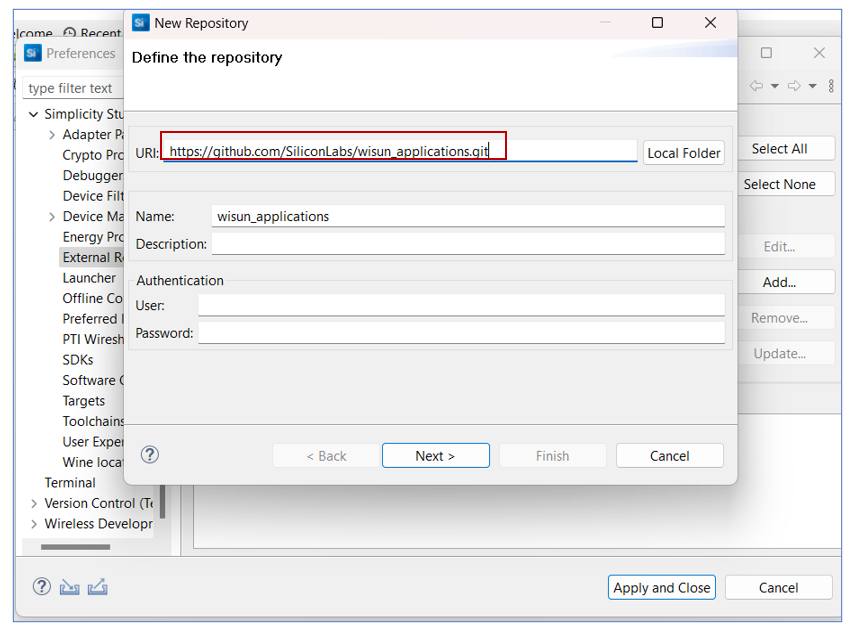 Recent
Si New Repository
Si Preferences
Define the repository
type filter text
Simplicity Stu
Adapter Pa
Crypto Pro
Debugger
Device Filt
Device Ma
Energy Pro
External Re
Launcher
Offline Co
Preferred
PTI Wiresh
SDKs
Software
Targets
Toolchains
User Exper
Wine locat
Terminal
Version Control (Te
Wireless Developr
URI: https://github.com/SiliconLabs/wisun_applications.git
Local Folder
Name: wisun_applications
Description:
Authentication
User:
Password:
? < Back Next > Finish Cancel
Select All
Select None
Edit...
Add...
Remove...
Update...
? Apply and Close Cancel